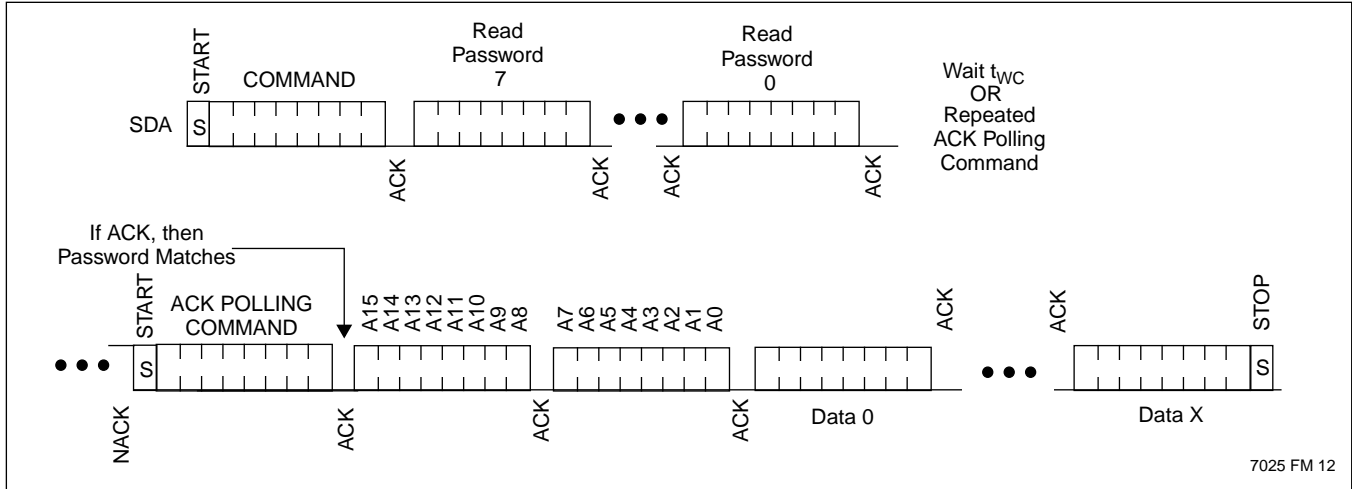 START
COMMAND
Read
Password
7
Read
Password
0
Wait tWC
OR
Repeated
ACK Polling
Command
SDA
S
ACK
ACK
ACK
ACK
If ACK, then
Password Matches
START
ACK POLLING
COMMAND
A15
A14
A13
A12
A11
A10
A9
A8
A7
A6
A5
A4
A3
A2
A1
A0
ACK
ACK
STOP
S
S
NACK
ACK
ACK
ACK
Data 0
Data X
7025 FM 12